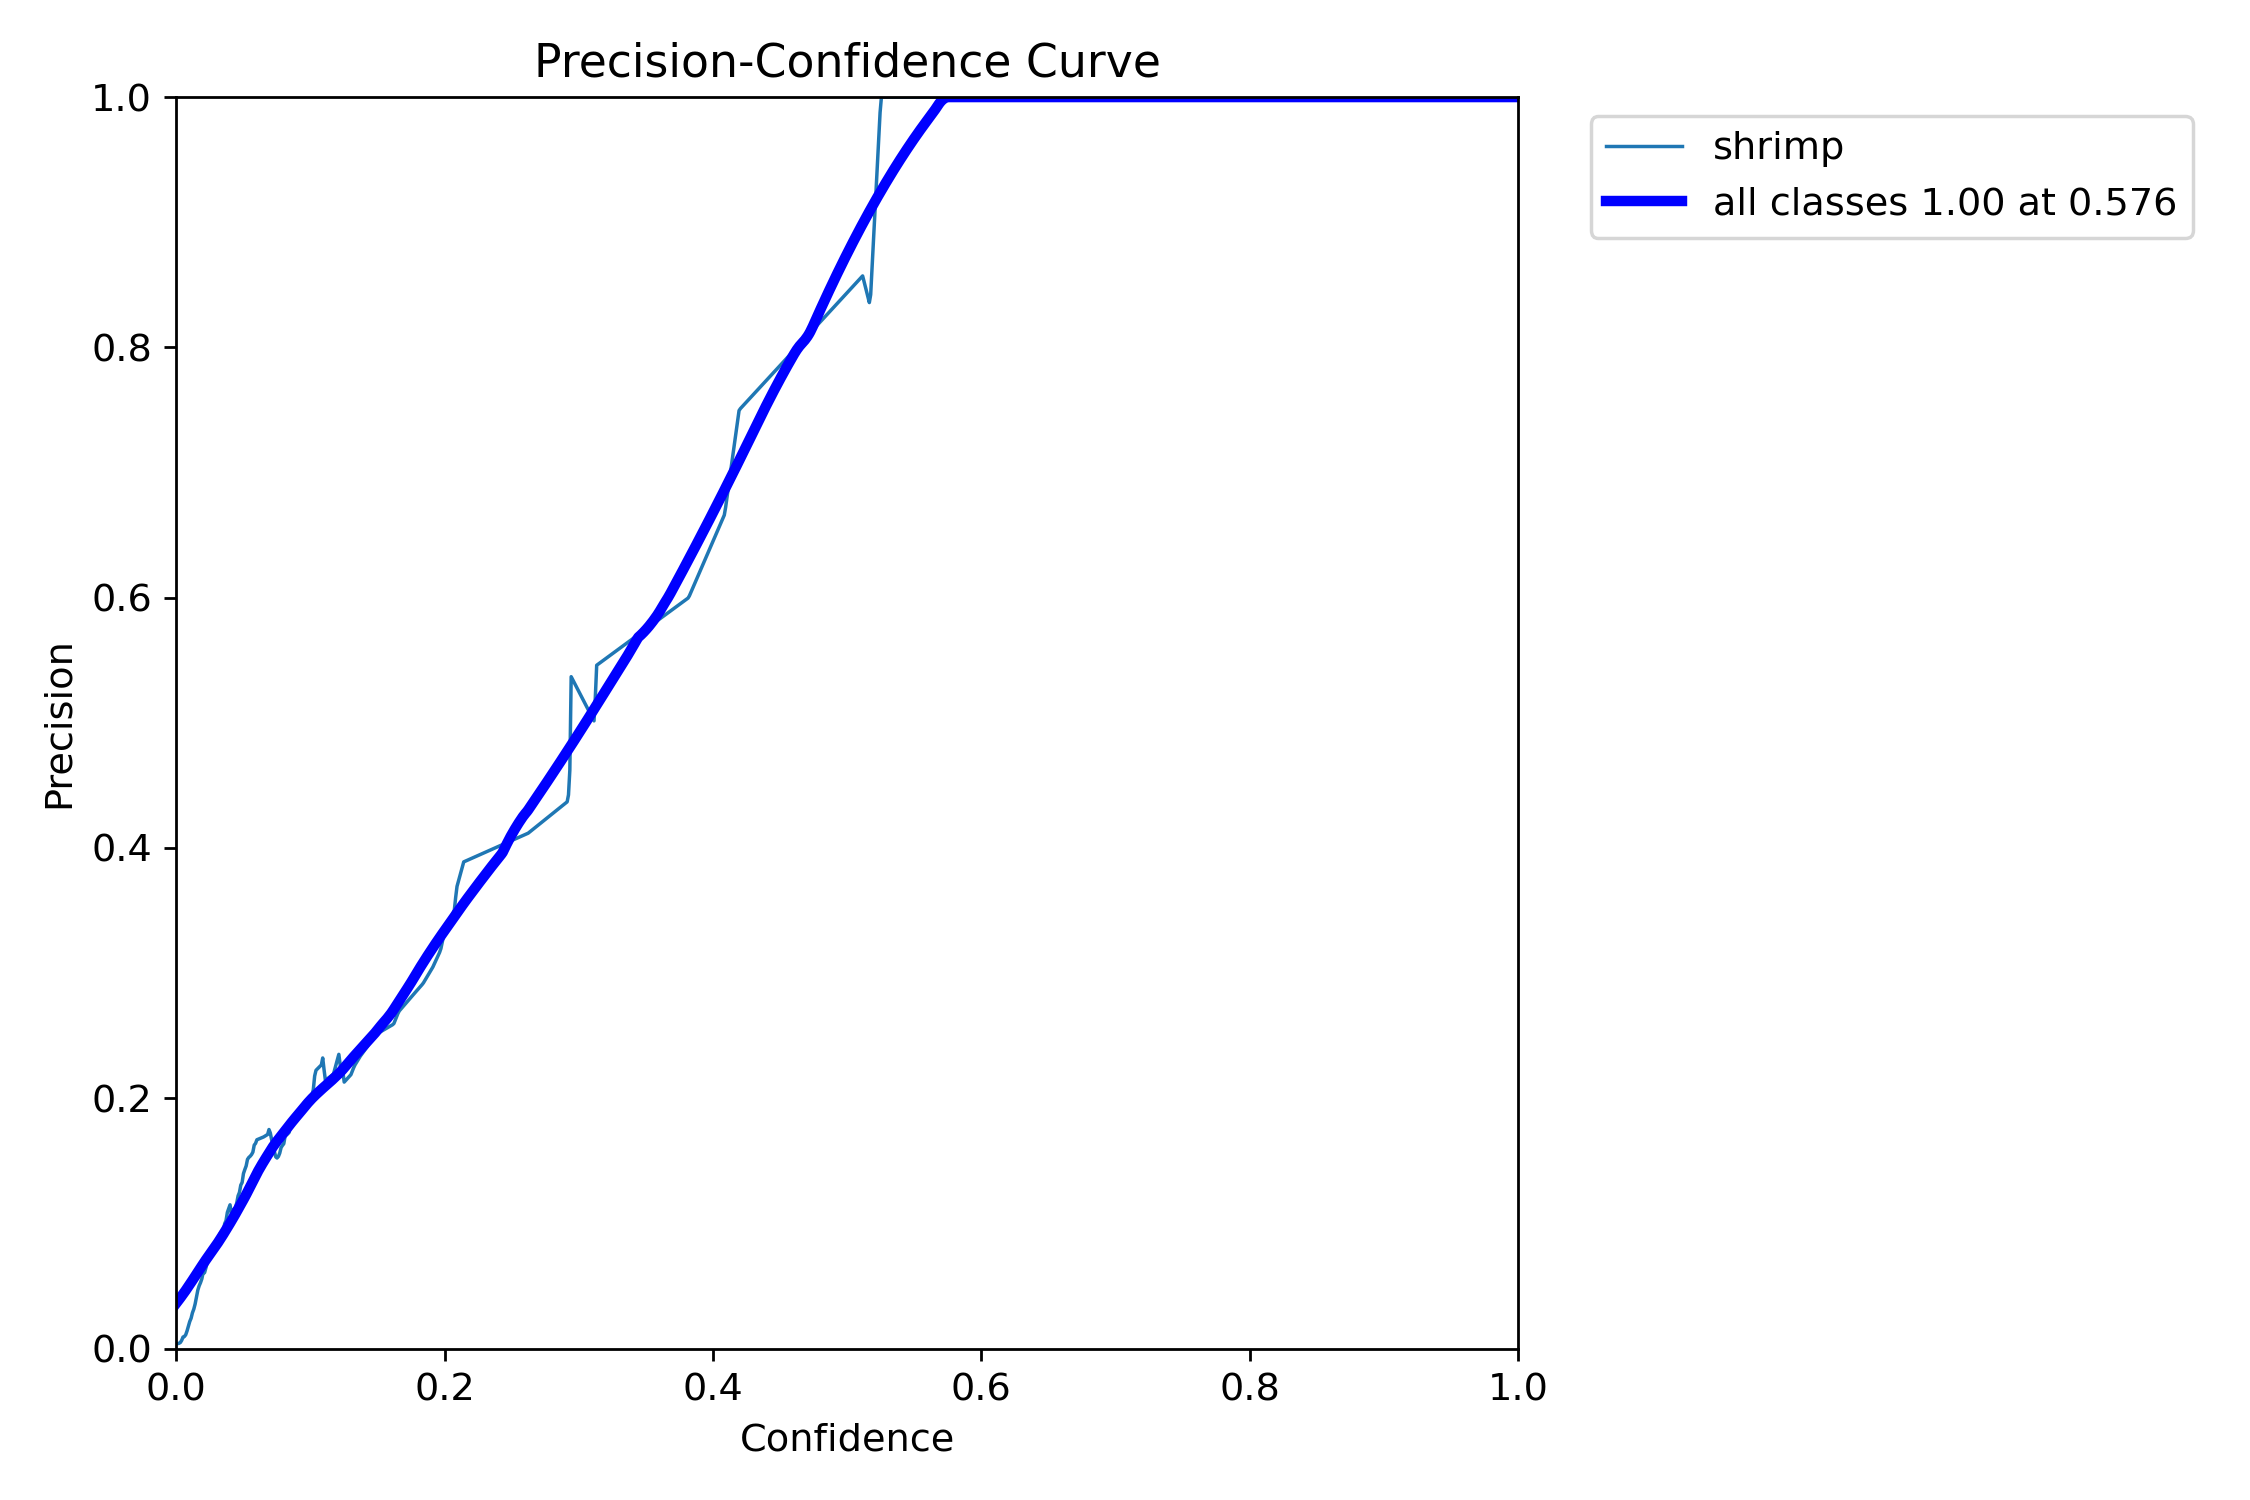 Precision-Confidence Curve
shrimp
all classes 1.00 at 0.576
1.0
0.8
0.6
0.4
0.2
0.0
Precision
0.0 0.2 0.4 0.6 0.8 1.0
Confidence